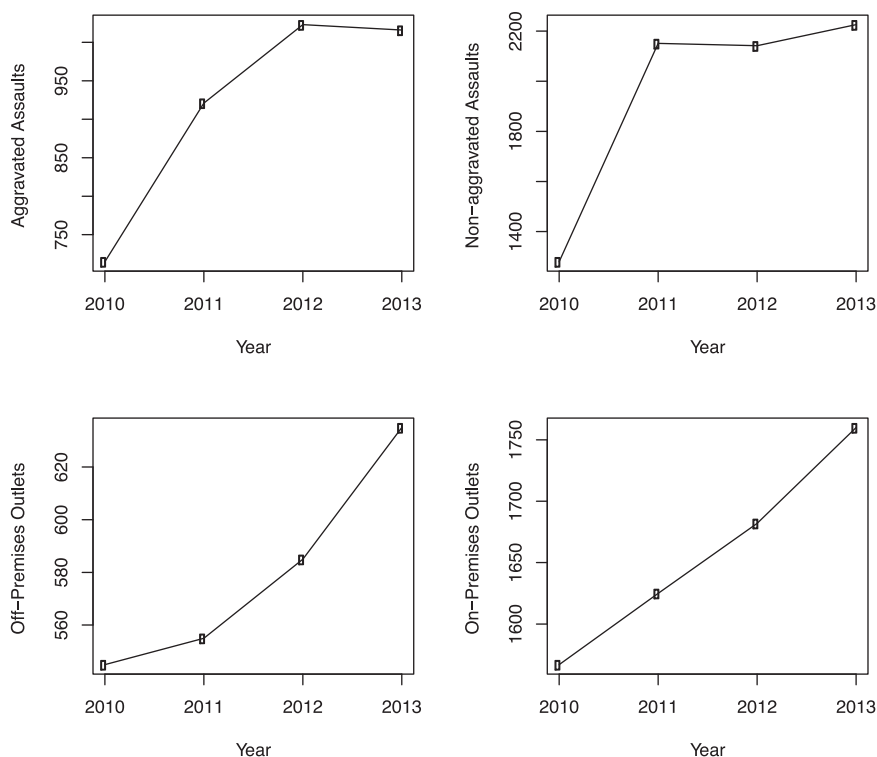 Aggravated Assaults
950
850
750
2010 2011 2012 2013
Year
Non-aggravated Assaults
2200
1800
1400
2010 2011 2012 2013
Year
Off-Premises Outlets
620
600
580
560
2010 2011 2012 2013
Year
On-Premises Outlets
1750
1700
1650
1600
2010 2011 2012 2013
Year